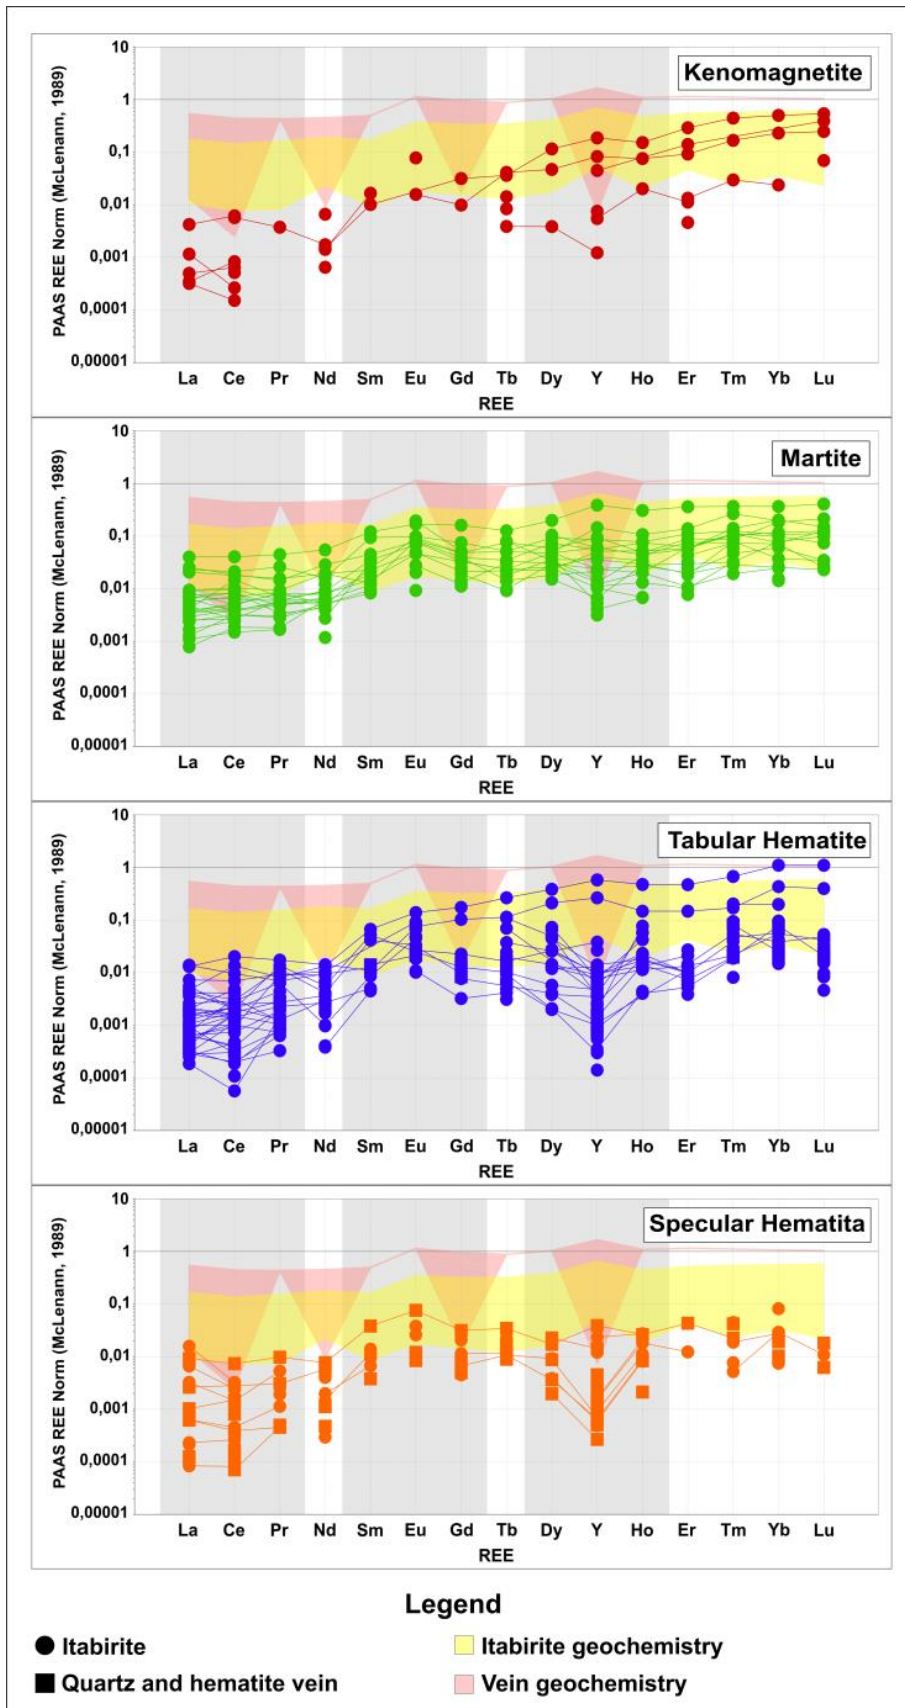 Kenomagnetite
PAAS REE Norm (McLenann, 1989)
10
1
0,1
0,01
0,001
0,0001
0,00001
La Ce Pr Nd Sm Eu Gd Tb Dy Y Ho Er Tm Yb Lu
REE
Martite
PAAS REE Norm (McLenann, 1989)
10
1
0,1
0,01
0,001
0,0001
0,00001
La Ce Pr Nd Sm Eu Gd Tb Dy Y Ho Er Tm Yb Lu
REE
Tabular Hematite
PAAS REE Norm (McLenann, 1989)
10
1
0,1
0,01
0,001
0,0001
0,00001
La Ce Pr Nd Sm Eu Gd Tb Dy Y Ho Er Tm Yb Lu
REE
Specular Hematita
PAAS REE Norm (McLenann, 1989)
10
1
0,1
0,01
0,001
0,0001
0,00001
La Ce Pr Nd Sm Eu Gd Tb Dy Y Ho Er Tm Yb Lu
REE
Legend
Itabirite
Itabirite geochemistry
Quartz and hematite vein
Vein geochemistry